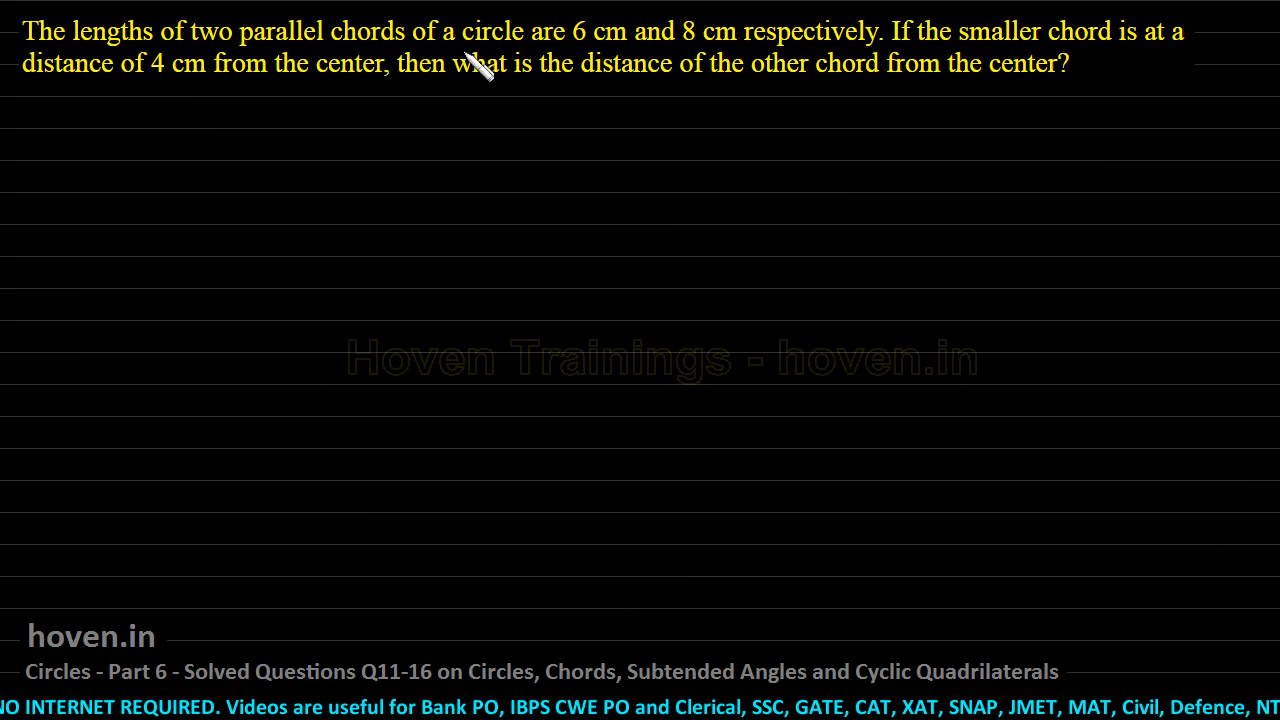 The lengths of two parallel chords of a circle are 6 cm and 8 cm respectively. If the smaller chord is at a
distance of 4 cm from the center, then what is the distance of the other chord from the center?
Hoven Trainings - hoven.in
hoven.in
Circles - Part 6 - Solved Questions Q11-16 on Circles, Chords, Subtended Angles and Cyclic Quadrilaterals
NO INTERNET REQUIRED. Videos are useful for Bank PO, IBPS CWE PO and Clerical, SSC, GATE, CAT, XAT, SNAP, JMET, MAT, Civil, Defence, NT